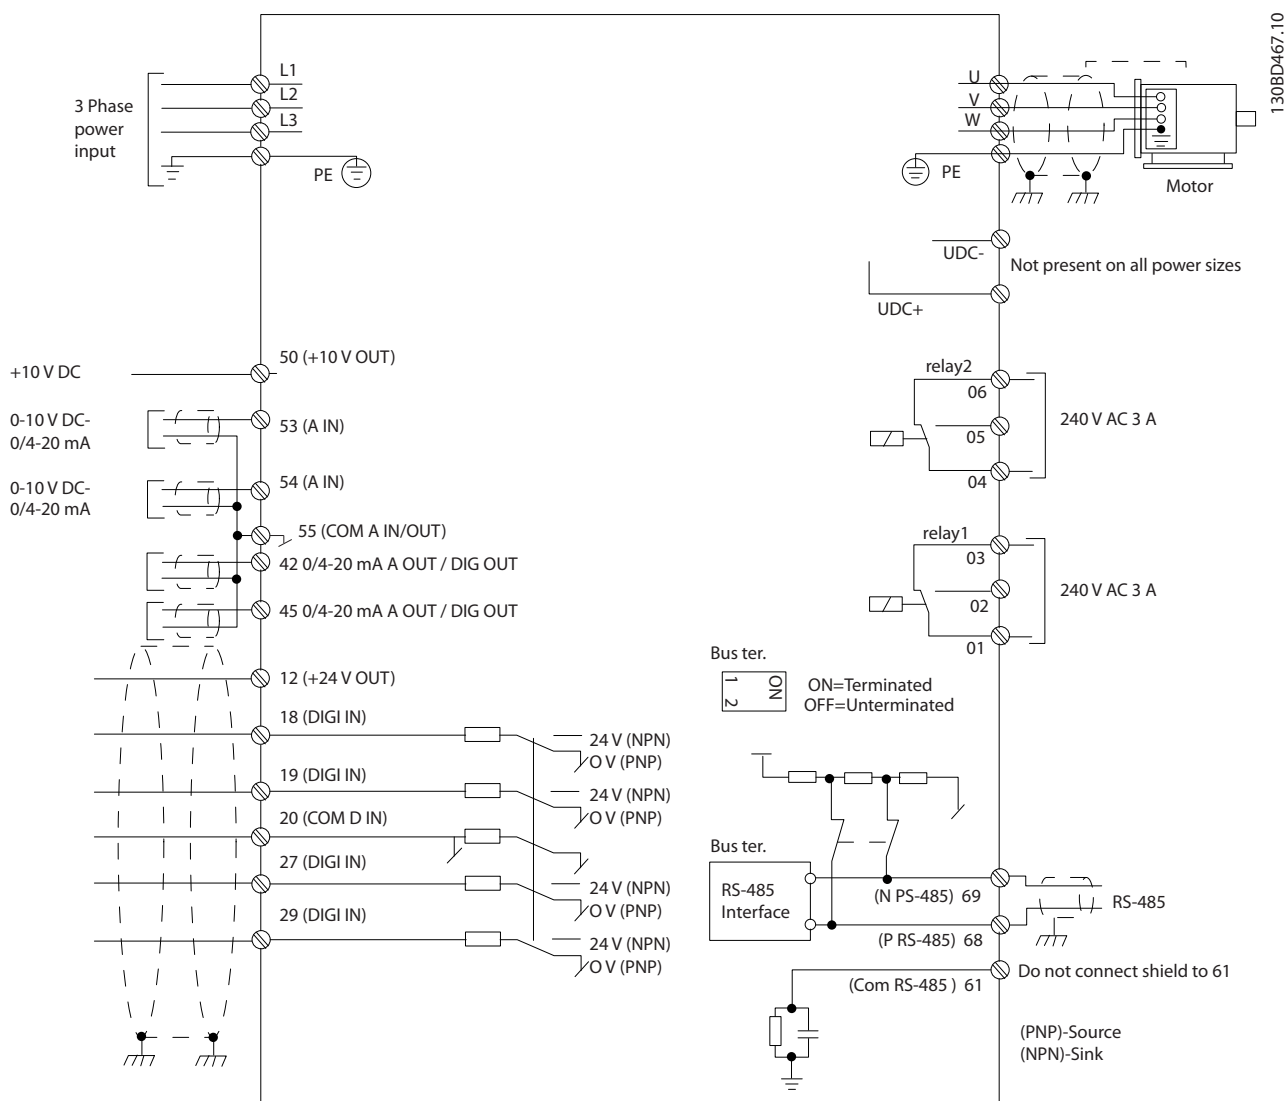 130BD467.10
3 Phase
power
input
L1
L2
L3
PE
U
V
W
PE
Motor
UDC-
Not present on all power sizes
UDC+
+10 V DC
50 (+10 V OUT)
0-10 V DC-
0/4-20 mA
53 (A IN)
0-10 V DC-
0/4-20 mA
54 (A IN)
55 (COM A IN/OUT)
42 0/4-20 mA A OUT / DIG OUT
45 0/4-20 mA A OUT / DIG OUT
12 (+24 V OUT)
18 (DIGI IN)
24 V (NPN)
O V (PNP)
19 (DIGI IN)
24 V (NPN)
O V (PNP)
20 (COM D IN)
27 (DIGI IN)
24 V (NPN)
O V (PNP)
29 (DIGI IN)
24 V (NPN)
O V (PNP)
relay2
06
05
04
240 V AC 3 A
relay1
03
02
01
240 V AC 3 A
Bus ter.
1
2
ON
ON=Terminated
OFF=Unterminated
Bus ter.
RS-485
Interface
(N PS-485) 69
RS-485
(P RS-485) 68
(Com RS-485 ) 61
Do not connect shield to 61
(PNP)-Source
(NPN)-Sink